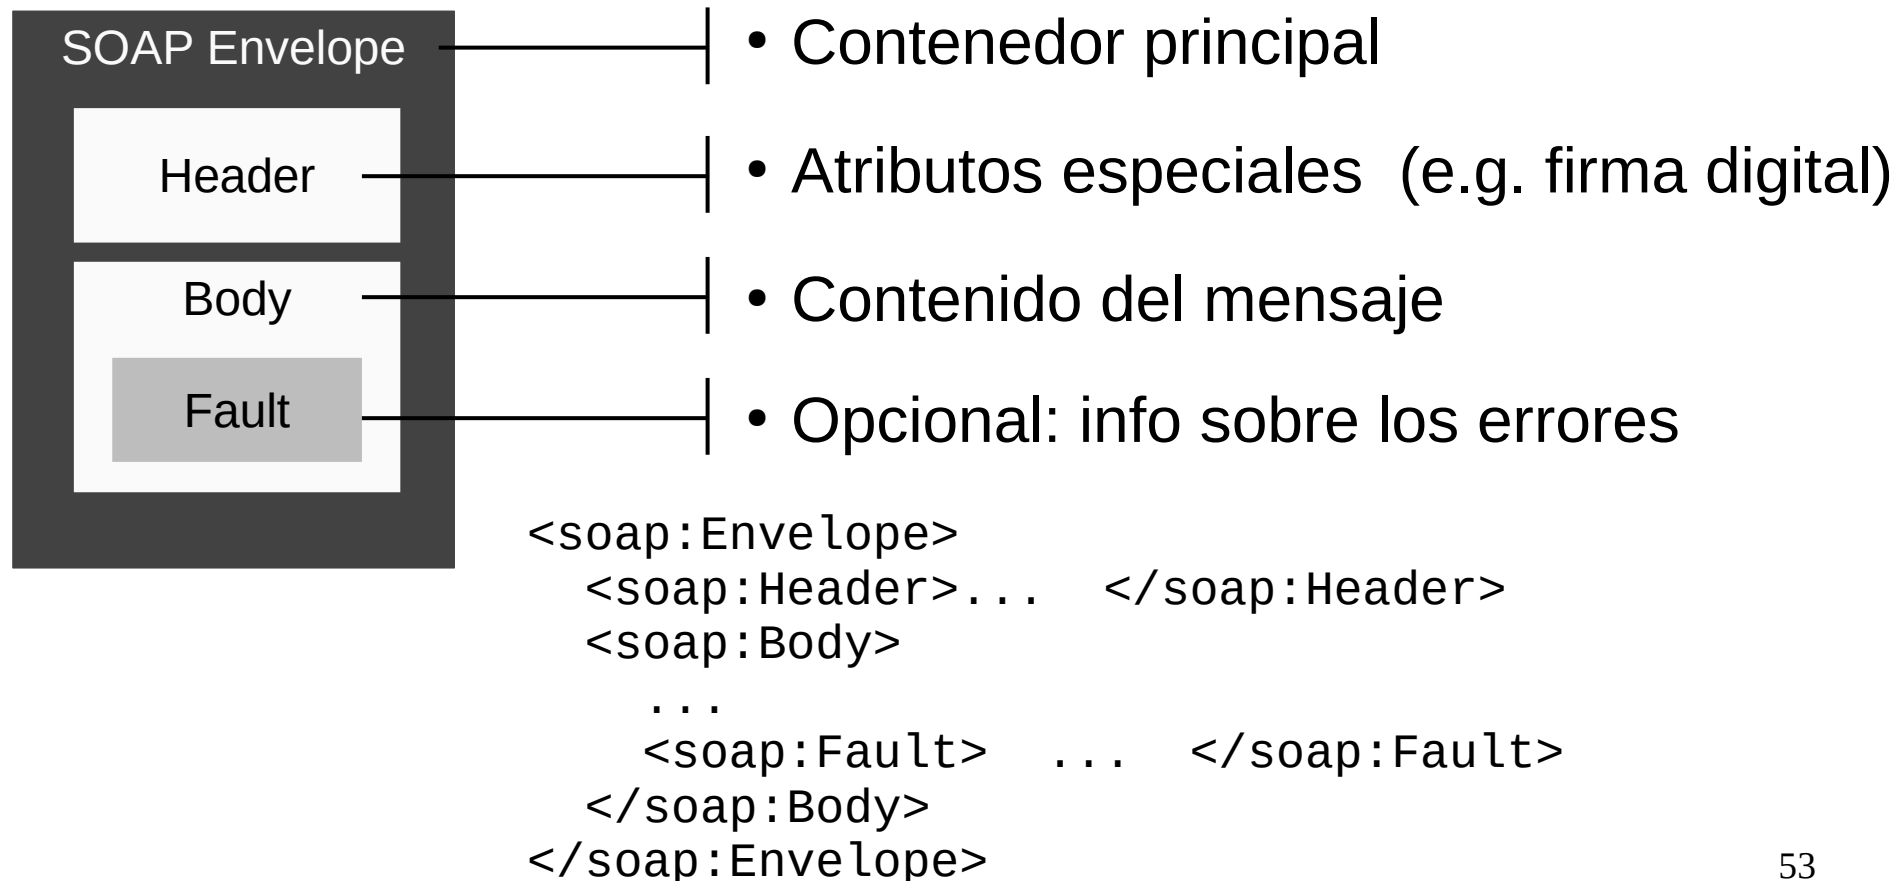 SOAP Envelope
Header
Body
Fault
• Contenedor principal
• Atributos especiales  (e.g. firma digital)
• Contenido del mensaje
• Opcional: info sobre los errores
<soap:Envelope>
  <soap:Header>...  </soap:Header>
  <soap:Body>
    ...
    <soap:Fault>  ...  </soap:Fault>
  </soap:Body>
</soap:Envelope>
53